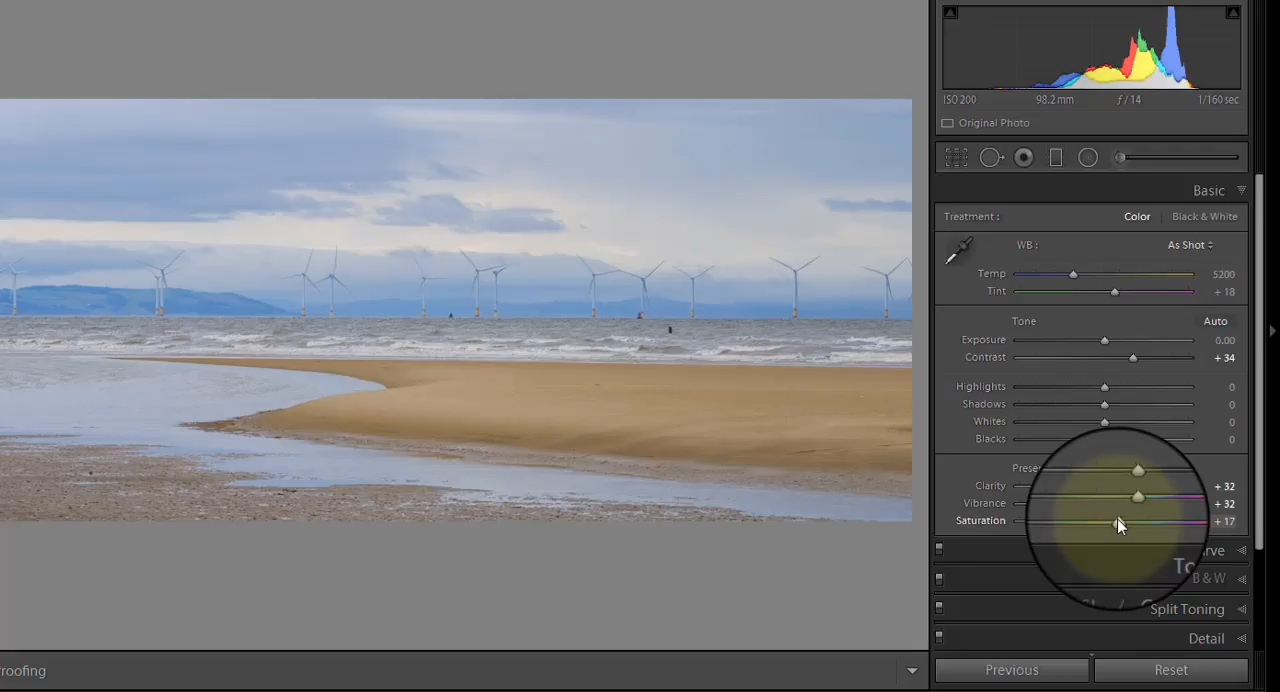 ISO 200 98.2 mm ƒ / 14 1/160 sec
Original Photo
Basic
Treatment : Color Black & White
WB : As Shot
Temp 5200
Tint + 18
Tone Auto
Exposure 0.00
Contrast + 34
Highlights 0
Shadows 0
Whites 0
Blacks 0
Clarity + 32
Vibrance + 32
Saturation + 17
B & W
Split Toning
Detail
roofing
Previous Reset